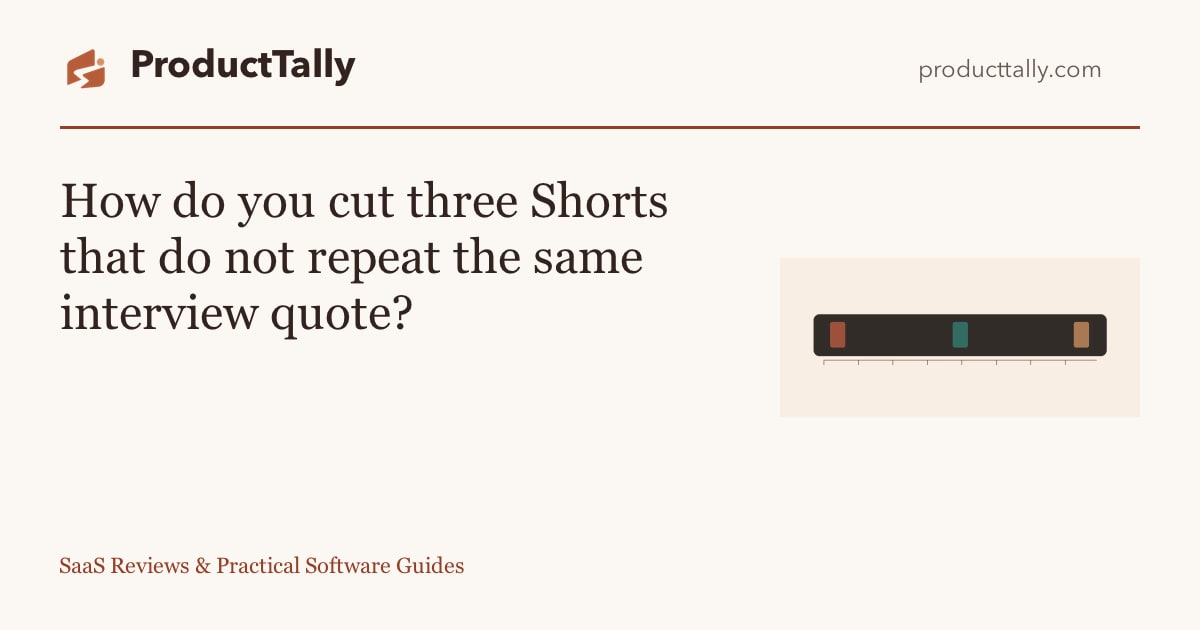 ProductTally
producttally.com
How do you cut three Shorts
that do not repeat the same
interview quote?
SaaS Reviews & Practical Software Guides